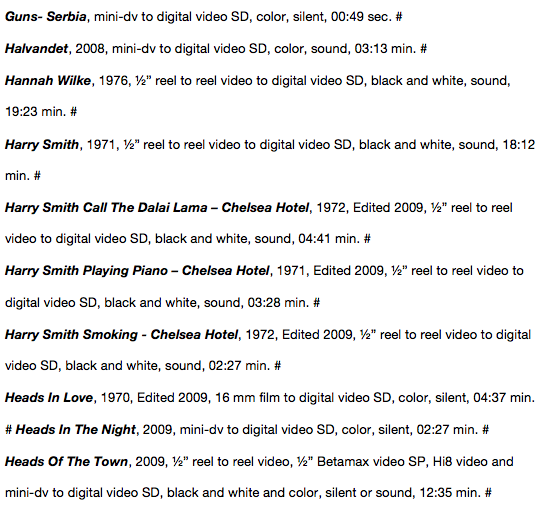 Guns- Serbia, mini-dv to digital video SD, color, silent, 00:49 sec. #
Halvandet, 2008, mini-dv to digital video SD, color, sound, 03:13 min. #
Hannah Wilke, 1976, ½” reel to reel video to digital video SD, black and white, sound,
19:23 min. #
Harry Smith, 1971, ½” reel to reel video to digital video SD, black and white, sound, 18:12
min. #
Harry Smith Call The Dalai Lama – Chelsea Hotel, 1972, Edited 2009, ½” reel to reel
video to digital video SD, black and white, sound, 04:41 min. #
Harry Smith Playing Piano – Chelsea Hotel, 1971, Edited 2009, ½” reel to reel video to
digital video SD, black and white, sound, 03:28 min. #
Harry Smith Smoking - Chelsea Hotel, 1972, Edited 2009, ½” reel to reel video to digital
video SD, black and white, sound, 02:27 min. #
Heads In Love, 1970, Edited 2009, 16 mm film to digital video SD, color, silent, 04:37 min.
# Heads In The Night, 2009, mini-dv to digital video SD, color, silent, 02:27 min. #
Heads Of The Town, 2009, ½” reel to reel video, ½” Betamax video SP, Hi8 video and
mini-dv to digital video SD, black and white and color, silent or sound, 12:35 min. #